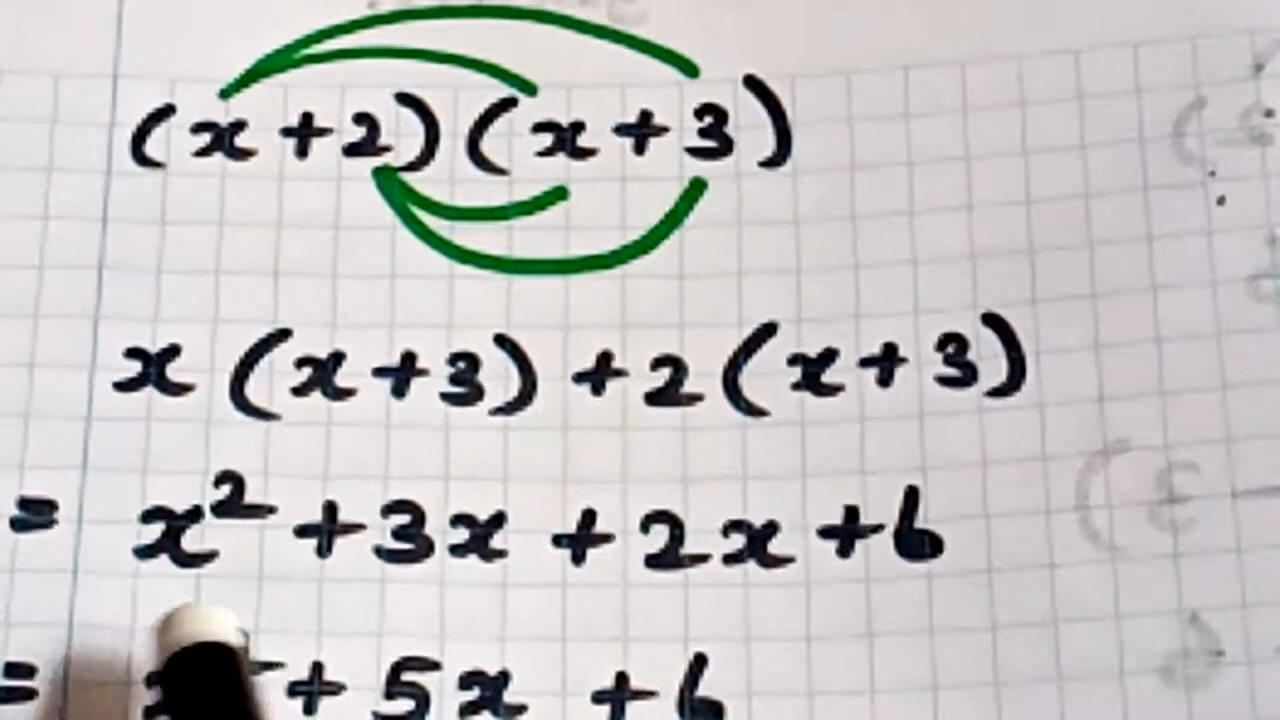 (x+2)(x+3)
x(x+3)+2(x+3)
= x²+3x+2x+6
= +5x+6